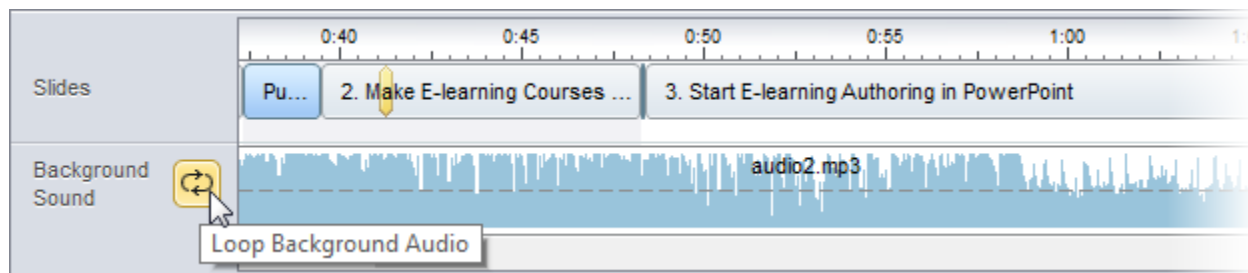 0:40 0:45 0:50 0:55 1:00
Slides Pu... 2. Make E-learning Courses ... 3. Start E-learning Authoring in PowerPoint
Background
Sound
audio2.mp3
Loop Background Audio